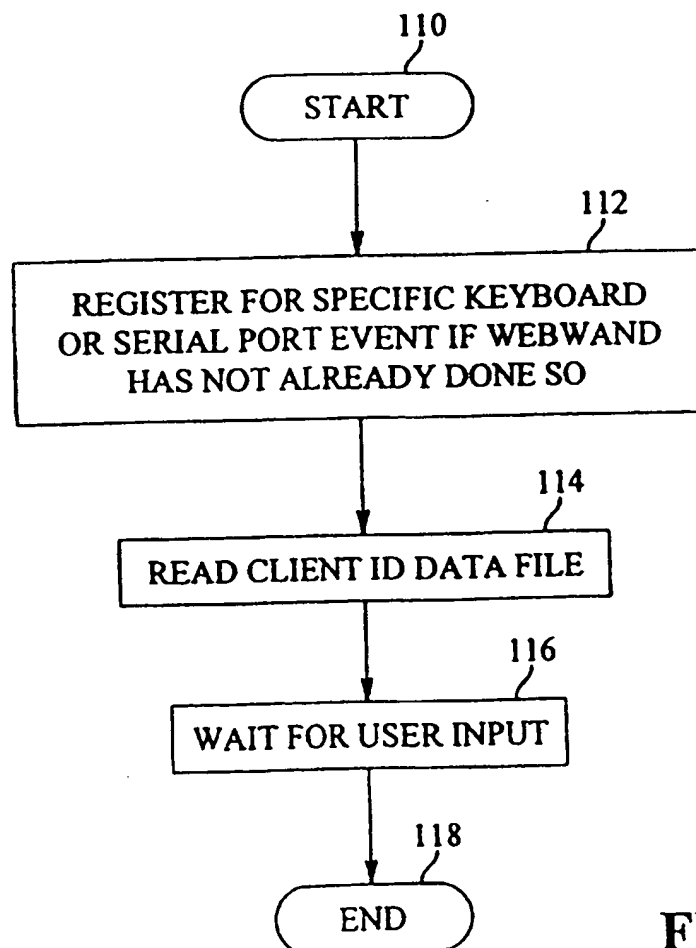 110
START
112
REGISTER FOR SPECIFIC KEYBOARD
OR SERIAL PORT EVENT IF WEBWAND
HAS NOT ALREADY DONE SO
114
READ CLIENT ID DATA FILE
116
WAIT FOR USER INPUT
118
END